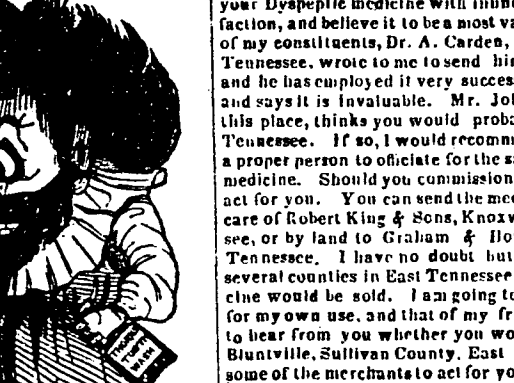 your Dyspeptic medicine with
faction, and believe it to be a most
of my constituents, Dr. A. Carden,
Tennessee, wrote to me to send
and he has employed it very
and says it is invaluable. Mr.
this place, thinks you would
Tennessee. If so, I would
a proper person to officiate for the
medicine. Should you commission
act for you. You can send the
care of Robert King & Sons,
see, or by land to Graham &
Tennessee. I have no doubt but
several counties in East Tennessee
cine would be sold. I am going to
for my own use, and that of my
to hear from you whether you
Bluntville, Sullivan County, East
some of the merchants to act for
THORN
TOOTH
WASH